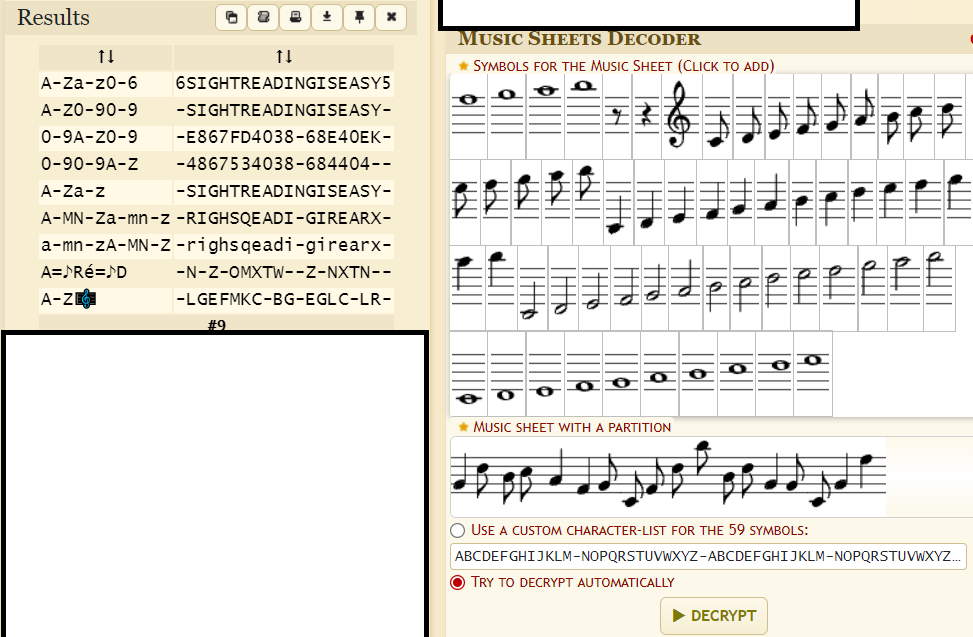 Results
↑↓ ↑↓
A-Za-z0-6 6SIGHTREADINGISEASY5
A-Z0-90-9 -SIGHTREADINGISEASY-
0-9A-Z0-9 -E867FD4038-68E40EK-
0-90-9A-Z -4867534038-684404--
A-Za-z -SIGHTREADINGISEASY-
A-MN-Za-mn-z -RIGHSQEADI-GIREARX-
a-mn-zA-MN-Z -righsqeadi-girearx-
A=♪Ré=♪D -N-Z-OMXTW--Z-NXTN--
A-Z🎼 -LGEFMKC-BG-EGLC-LR-
#9
Music Sheets Decoder
Symbols for the Music Sheet (Click to add)
Music sheet with a partition
Use a custom character-list for the 59 symbols:
ABCDEFGHIJKLM-NOPQRSTUVWXYZ-ABCDEFGHIJKLM-NOPQRSTUVWXYZ…
Try to decrypt automatically
▶ DECRYPT